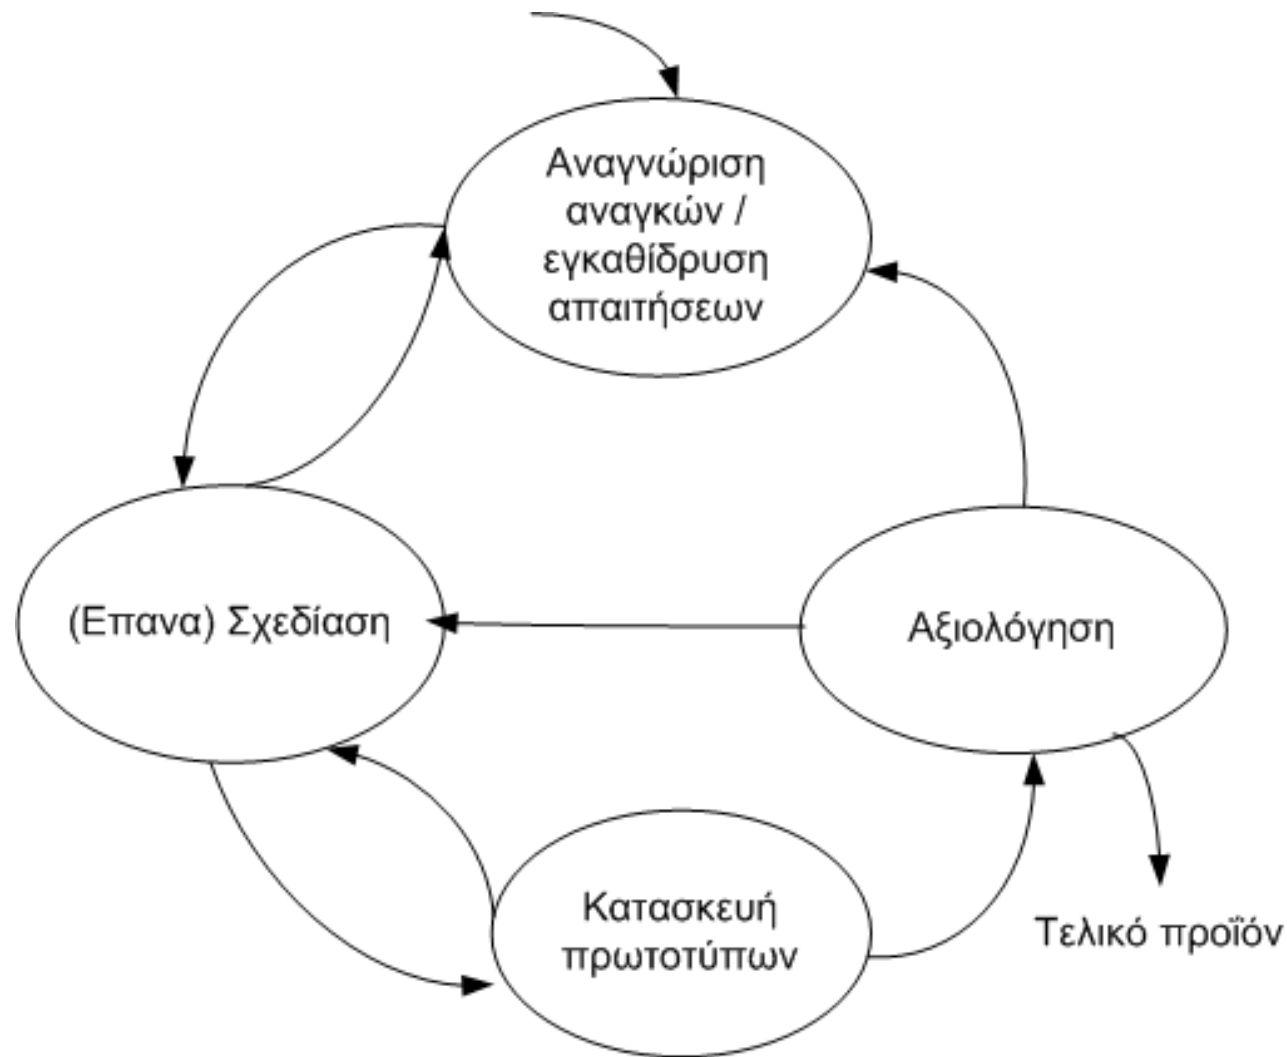 Αναγνώριση
αναγκών /
εγκαθίδρυση
απαιτήσεων
(Επανα) Σχεδίαση
Αξιολόγηση
Κατασκευή
πρωτοτύπων
Τελικό προϊόν